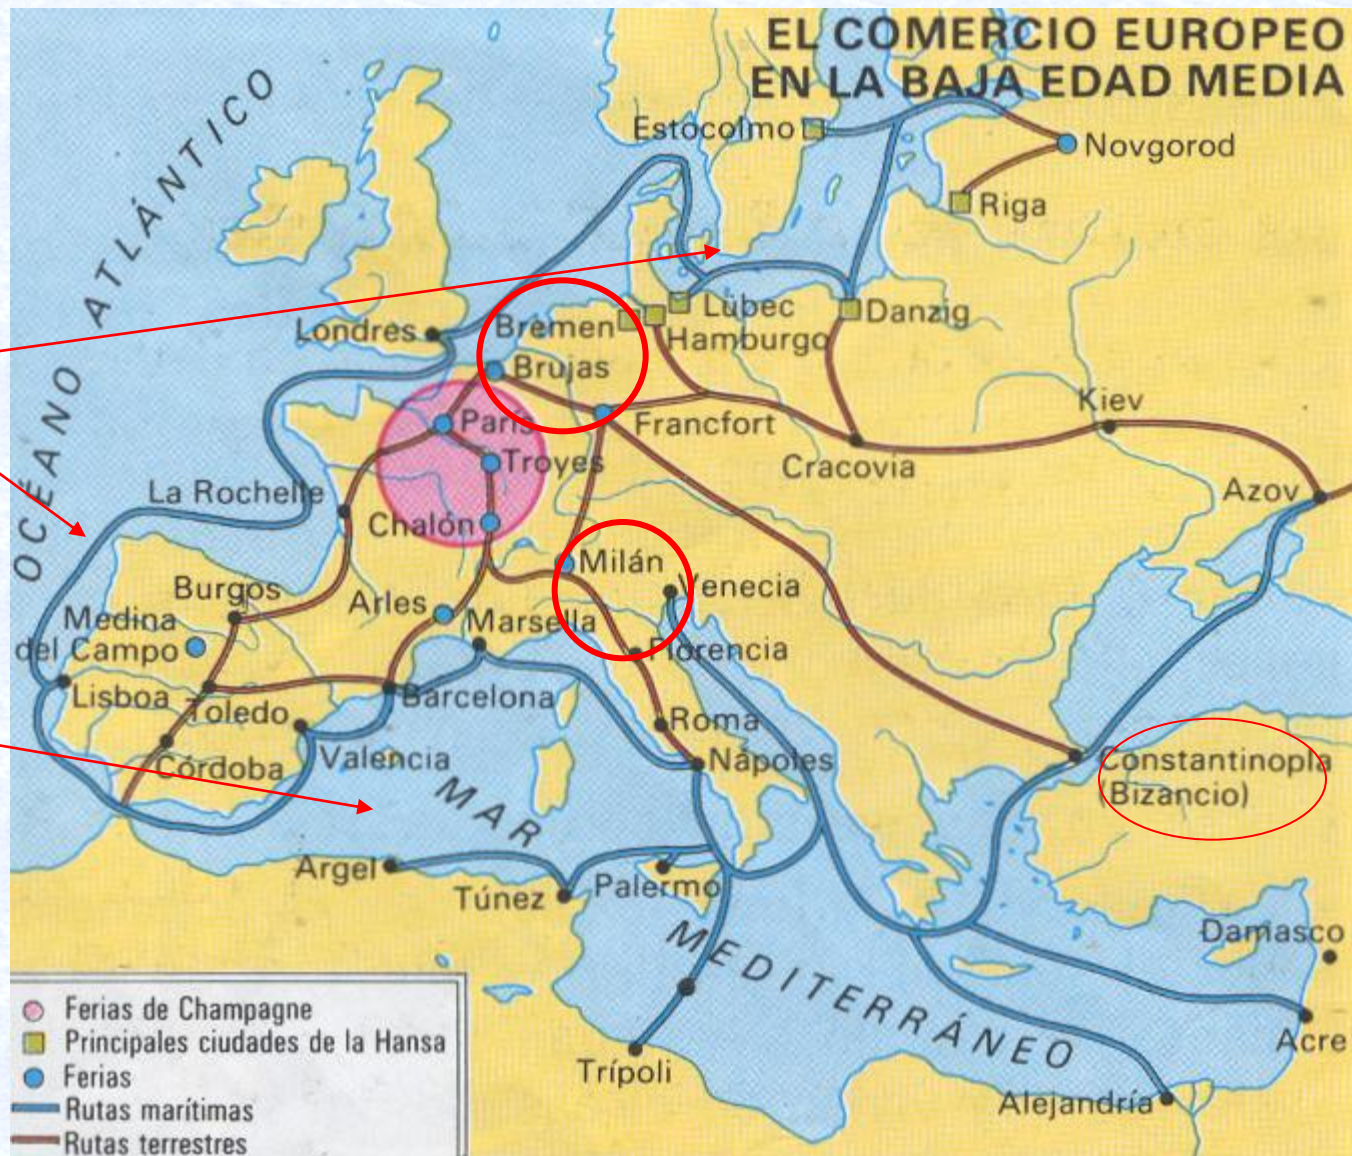 EL COMERCIO EUROPEO
EN LA BAJA EDAD MEDIA
OCÉANO ATLÁNTICO
Estocolmo
Novgorod
Riga
Londres
Bremen
Lübec
Hamburgo
Danzig
Brujas
París
Francfort
Kiev
Troyes
Cracovia
La Rochelle
Azov
Chalón
Milán
Venecia
Burgos
Arles
Marsella
Medina
del Campo
Florencia
Lisboa
Toledo
Barcelona
Roma
Córdoba
Valencia
Nápoles
Constantinopla
(Bizancio)
MAR
MEDITERRÁNEO
Argel
Túnez
Palermo
Damasco
Acre
Trípoli
Alejandría
Ferias de Champagne
Principales ciudades de la Hansa
Ferias
Rutas marítimas
Rutas terrestres